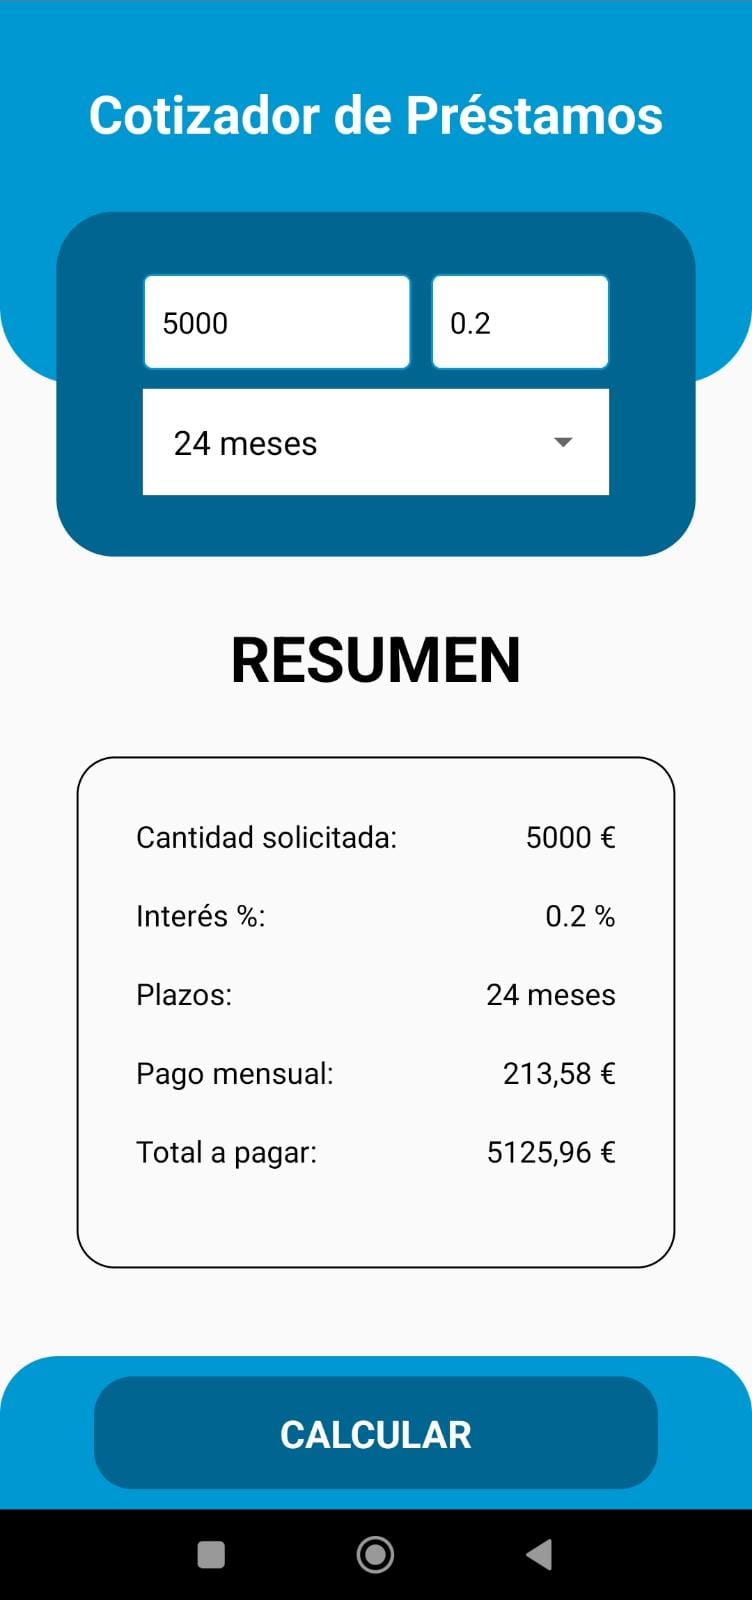 Cotizador de Préstamos
5000
0.2
24 meses
RESUMEN
Cantidad solicitada: 5000 €
Interés %: 0.2 %
Plazos: 24 meses
Pago mensual: 213,58 €
Total a pagar: 5125,96 €
CALCULAR